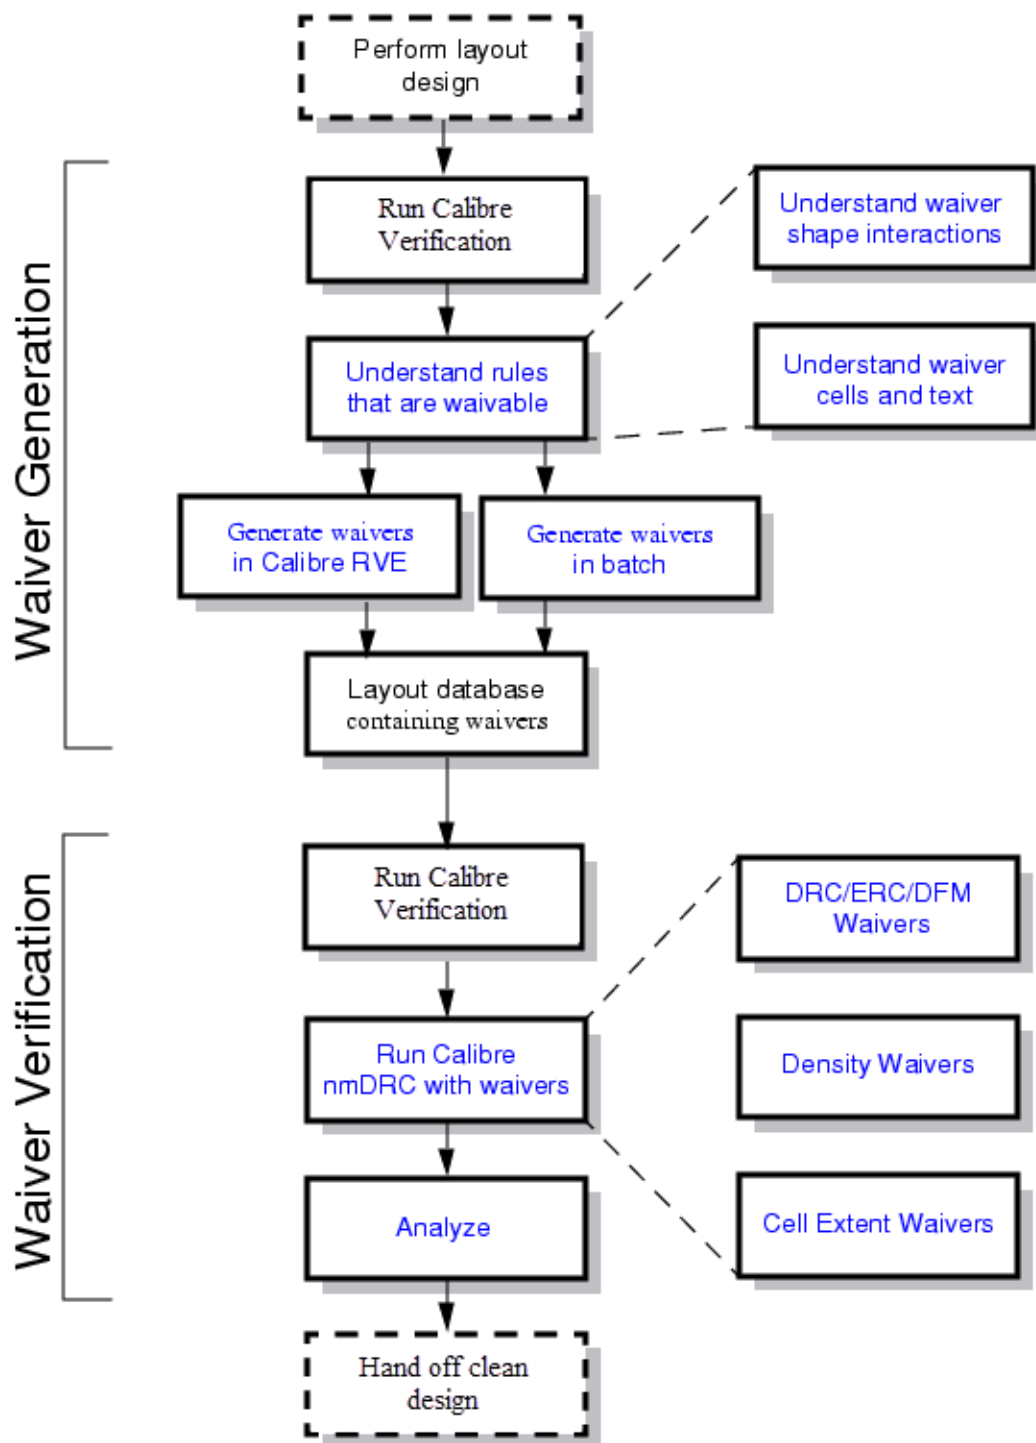 Perform layout
design
Waiver Generation
Run Calibre
Verification
Understand waiver
shape interactions
Understand rules
that are waivable
Understand waiver
cells and text
Generate waivers
in Calibre RVE
Generate waivers
in batch
Layout database
containing waivers
Waiver Verification
Run Calibre
Verification
DRC/ERC/DFM
Waivers
Run Calibre
nmDRC with waivers
Density Waivers
Analyze
Cell Extent Waivers
Hand off clean
design